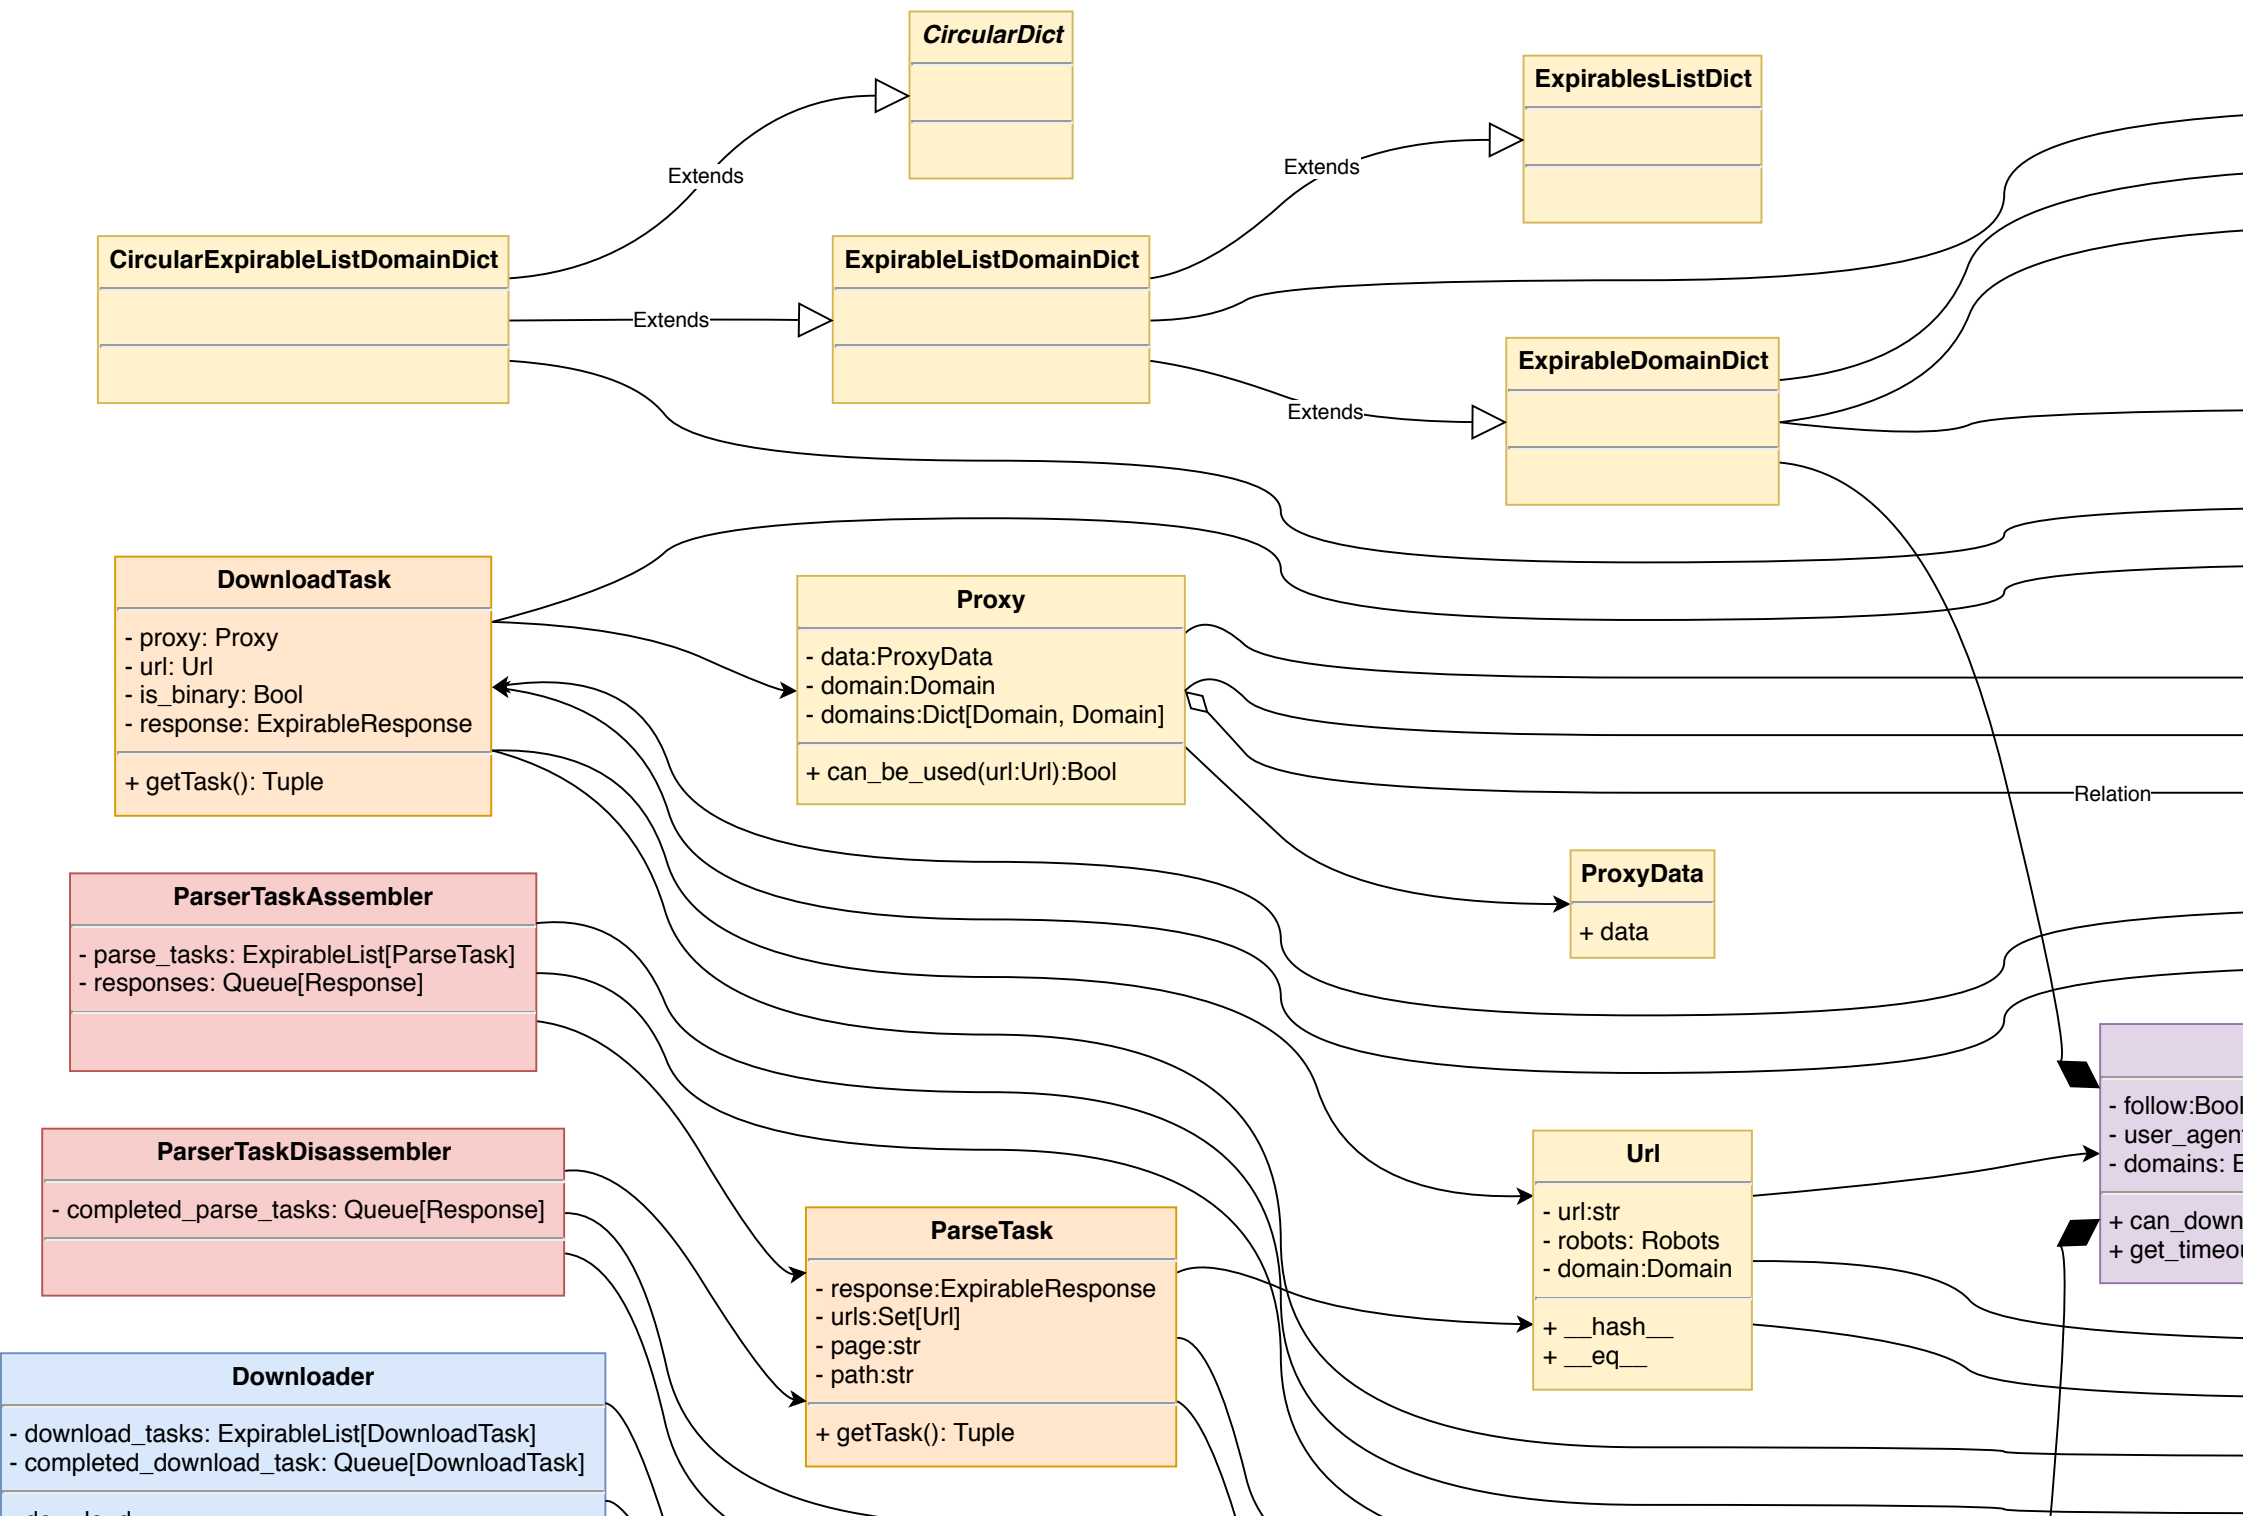 CircularDict
ExpirablesListDict
Extends
Extends
CircularExpirableListDomainDict
ExpirableListDomainDict
Extends
ExpirableDomainDict
Extends
DownloadTask
- proxy: Proxy
- url: Url
- is_binary: Bool
- response: ExpirableResponse
+ getTask(): Tuple
Proxy
- data:ProxyData
- domain:Domain
- domains:Dict[Domain, Domain]
+ can_be_used(url:Url):Bool
Relation
ProxyData
+ data
ParserTaskAssembler
- parse_tasks: ExpirableList[ParseTask]
- responses: Queue[Response]
- follow:Bool
- user_agent
- domains: E
+ can_down
+ get_timeou
ParserTaskDisassembler
- completed_parse_tasks: Queue[Response]
Url
- url:str
- robots: Robots
- domain:Domain
+ __hash__
+ __eq__
ParseTask
- response:ExpirableResponse
- urls:Set[Url]
- page:str
- path:str
+ getTask(): Tuple
Downloader
- download_tasks: ExpirableList[DownloadTask]
- completed_download_task: Queue[DownloadTask]